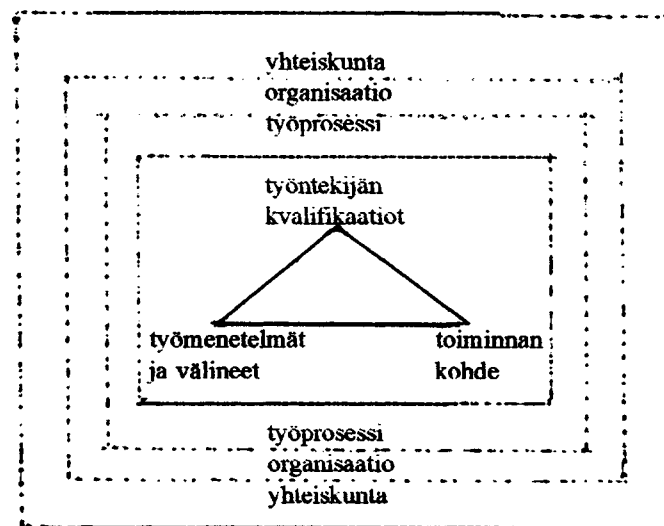 yhteiskunta
organisaatio
työprosessi
työntekijän
kvalifikaatiot
työmenetelmät
ja välineet
toiminnan
kohde
työprosessi
organisaatio
yhteiskunta